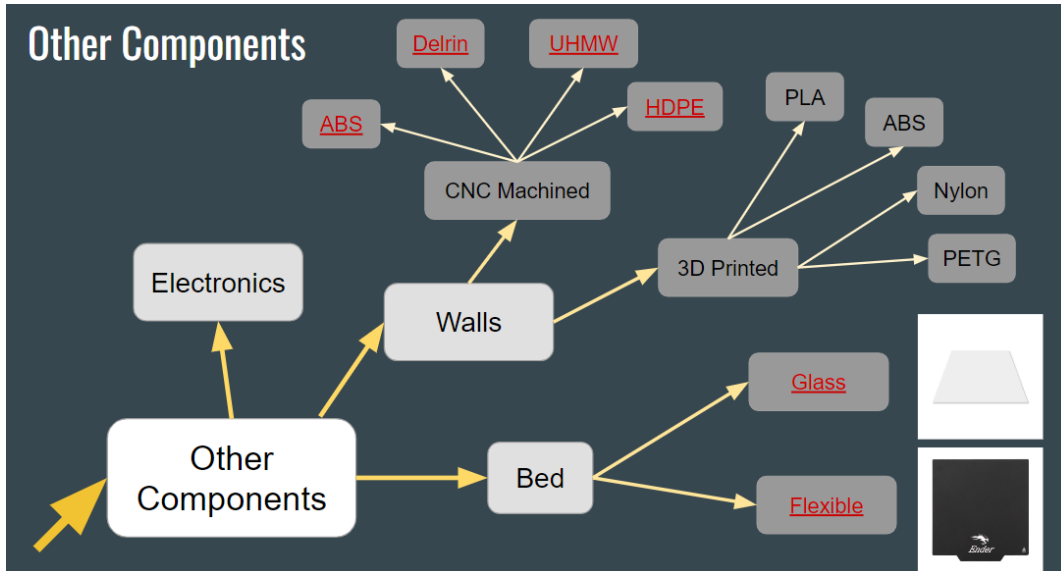 Other Components
Delrin
UHMW
ABS
HDPE
PLA
ABS
CNC Machined
Nylon
3D Printed
PETG
Electronics
Walls
Glass
Other
Components
Bed
Flexible
Ender